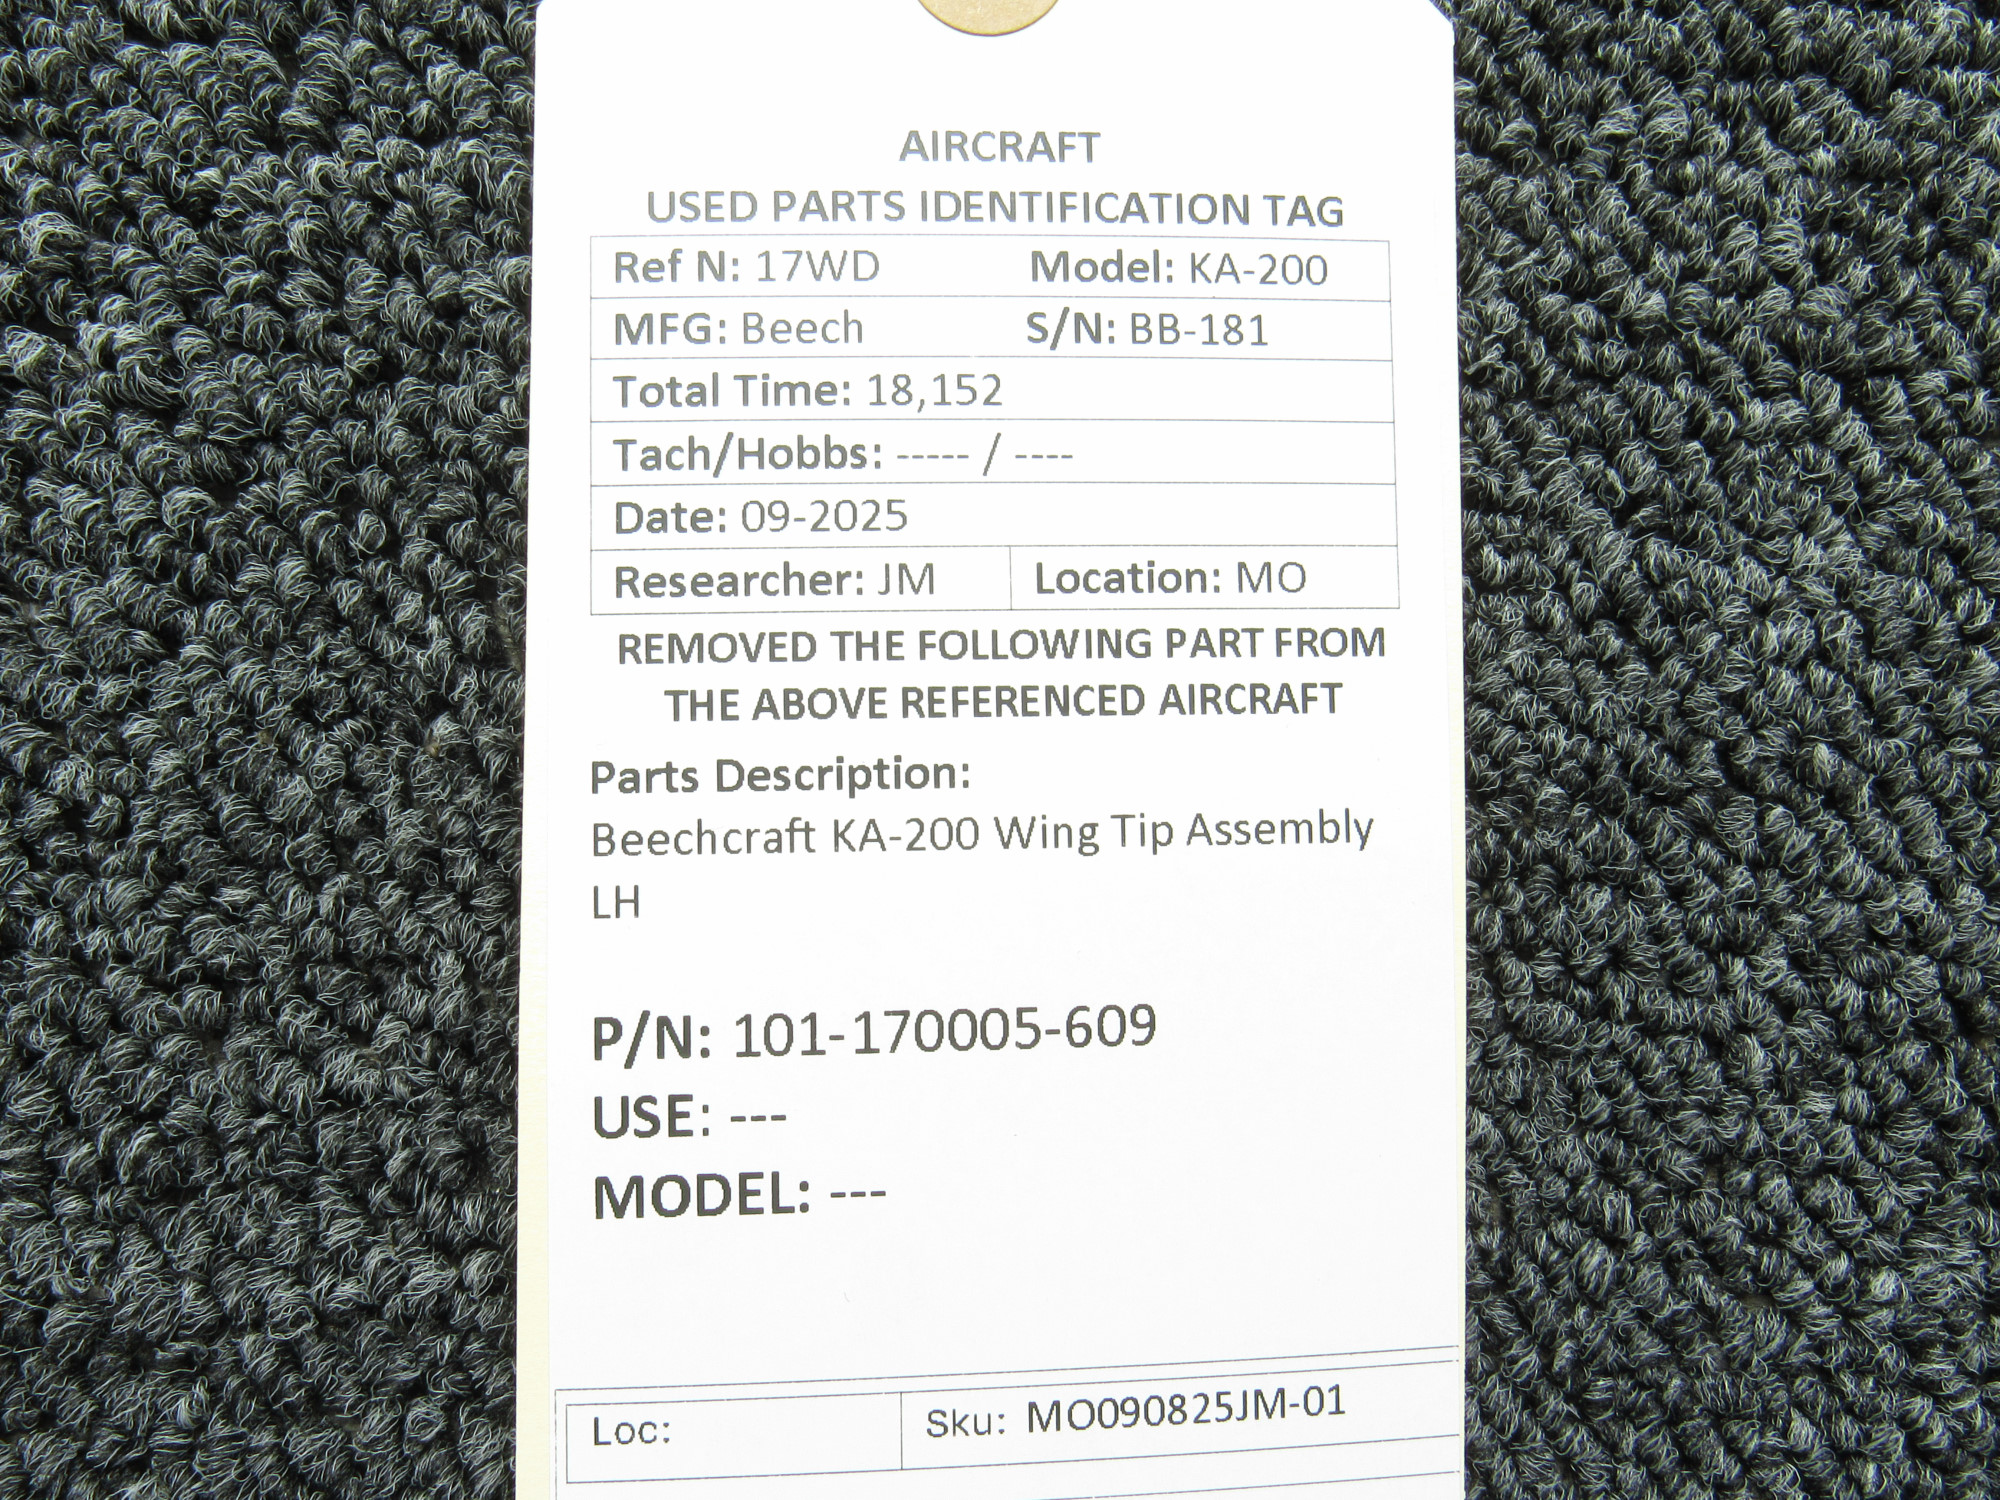 AIRCRAFT
USED PARTS IDENTIFICATION TAG
Ref N: 17WD Model: KA-200
MFG: Beech S/N: BB-181
Total Time: 18,152
Tach/Hobbs: ----- / ----
Date: 09-2025
Researcher: JM Location: MO
REMOVED THE FOLLOWING PART FROM
THE ABOVE REFERENCED AIRCRAFT
Parts Description:
Beechcraft KA-200 Wing Tip Assembly
LH
P/N: 101-170005-609
USE: ---
MODEL: ---
Loc: Sku: MO090825JM-01